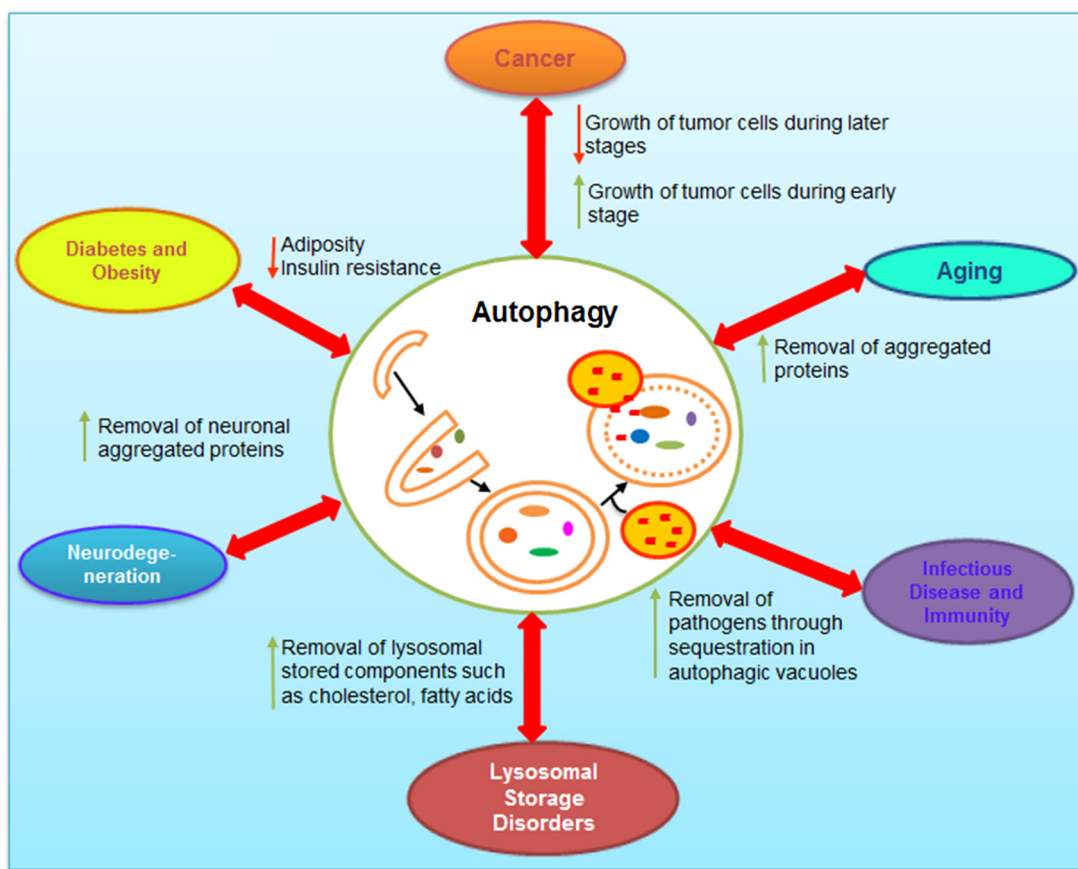 Cancer
Growth of tumor cells during later
stages
Growth of tumor cells during early
stage
Diabetes and
Obesity
Adiposity
Insulin resistance
Aging
Autophagy
Removal of aggregated
proteins
Removal of neuronal
aggregated proteins
Neurodege-
neration
Infectious
Disease and
Immunity
Removal of
pathogens through
sequestration in
autophagic vacuoles
Removal of lysosomal
stored components such
as cholesterol, fatty acids
Lysosomal
Storage
Disorders